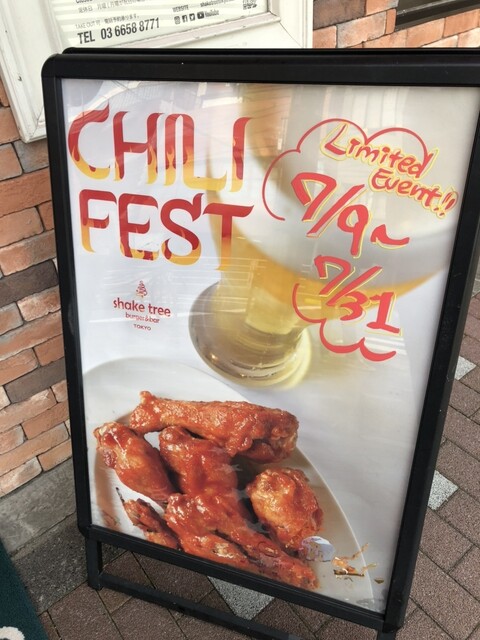 TEL 03 6658 8771
CHILI
FEST
Limited
Event!!
7/9~
7/31
shake tree
burger & bar
TOKYO